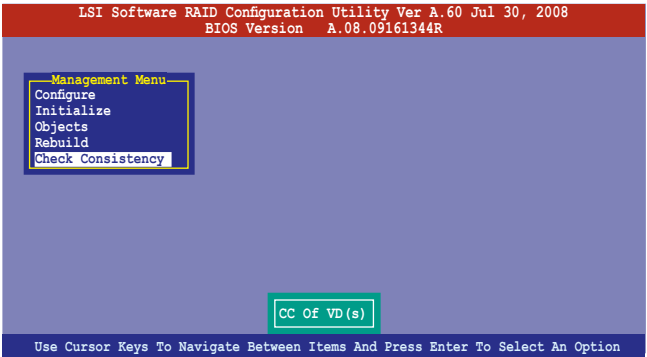 LSI Software RAID Configuration Utility Ver A.60 Jul 30, 2008
BIOS Version A.08.09161344R
Management Menu
Configure
Initialize
Objects
Rebuild
Check Consistency
CC Of VD(s)
Use Cursor Keys To Navigate Between Items And Press Enter To Select An Option